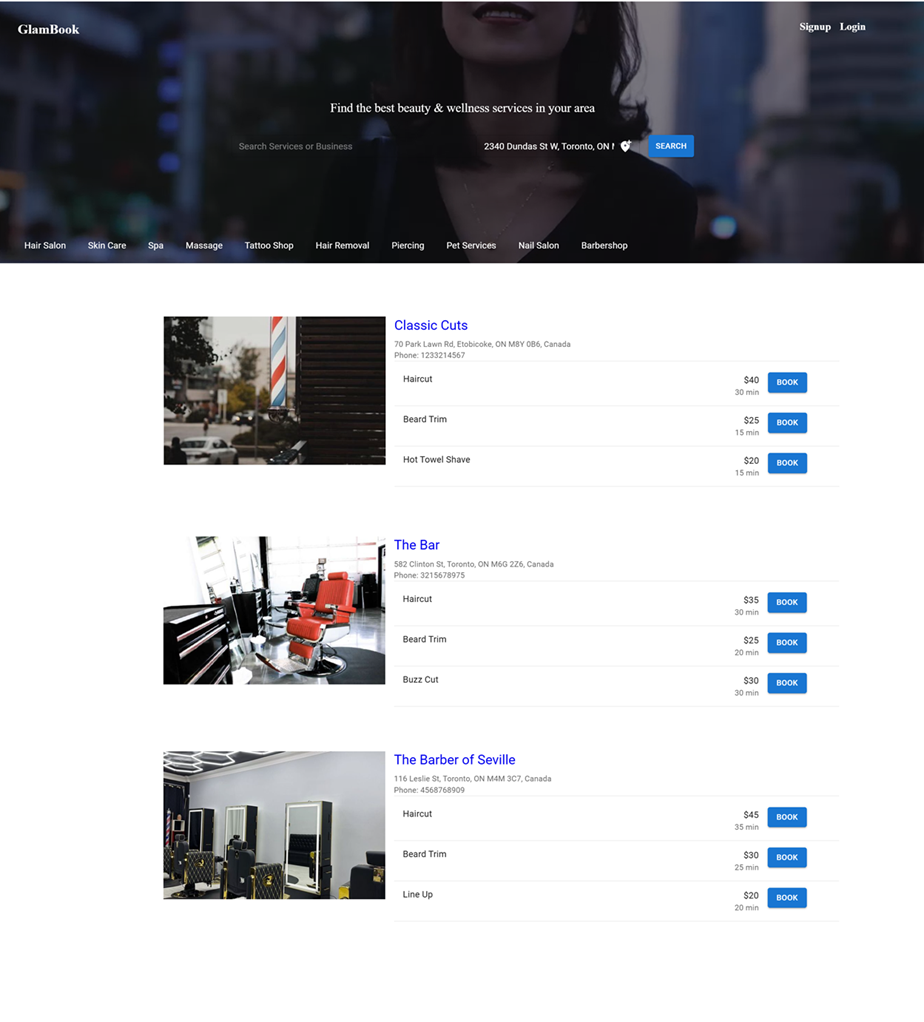 GlamBook
Signup Login
Find the best beauty & wellness services in your area
Search Services or Business
2340 Dundas St W, Toronto, ON
SEARCH
Hair Salon Skin Care Spa Massage Tattoo Shop Hair Removal Piercing Pet Services Nail Salon Barbershop
Classic Cuts
70 Park Lawn Rd, Etobicoke, ON M8Y 0B6, Canada
Phone: 1233214567
Haircut $40 BOOK
30 min
Beard Trim $25 BOOK
15 min
Hot Towel Shave $20 BOOK
15 min
The Bar
582 Clinton St, Toronto, ON M6G 2Z6, Canada
Phone: 3215678975
Haircut $35 BOOK
30 min
Beard Trim $25 BOOK
20 min
Buzz Cut $30 BOOK
30 min
The Barber of Seville
116 Leslie St, Toronto, ON M4M 3C7, Canada
Phone: 4568768909
Haircut $45 BOOK
35 min
Beard Trim $30 BOOK
25 min
Line Up $20 BOOK
20 min